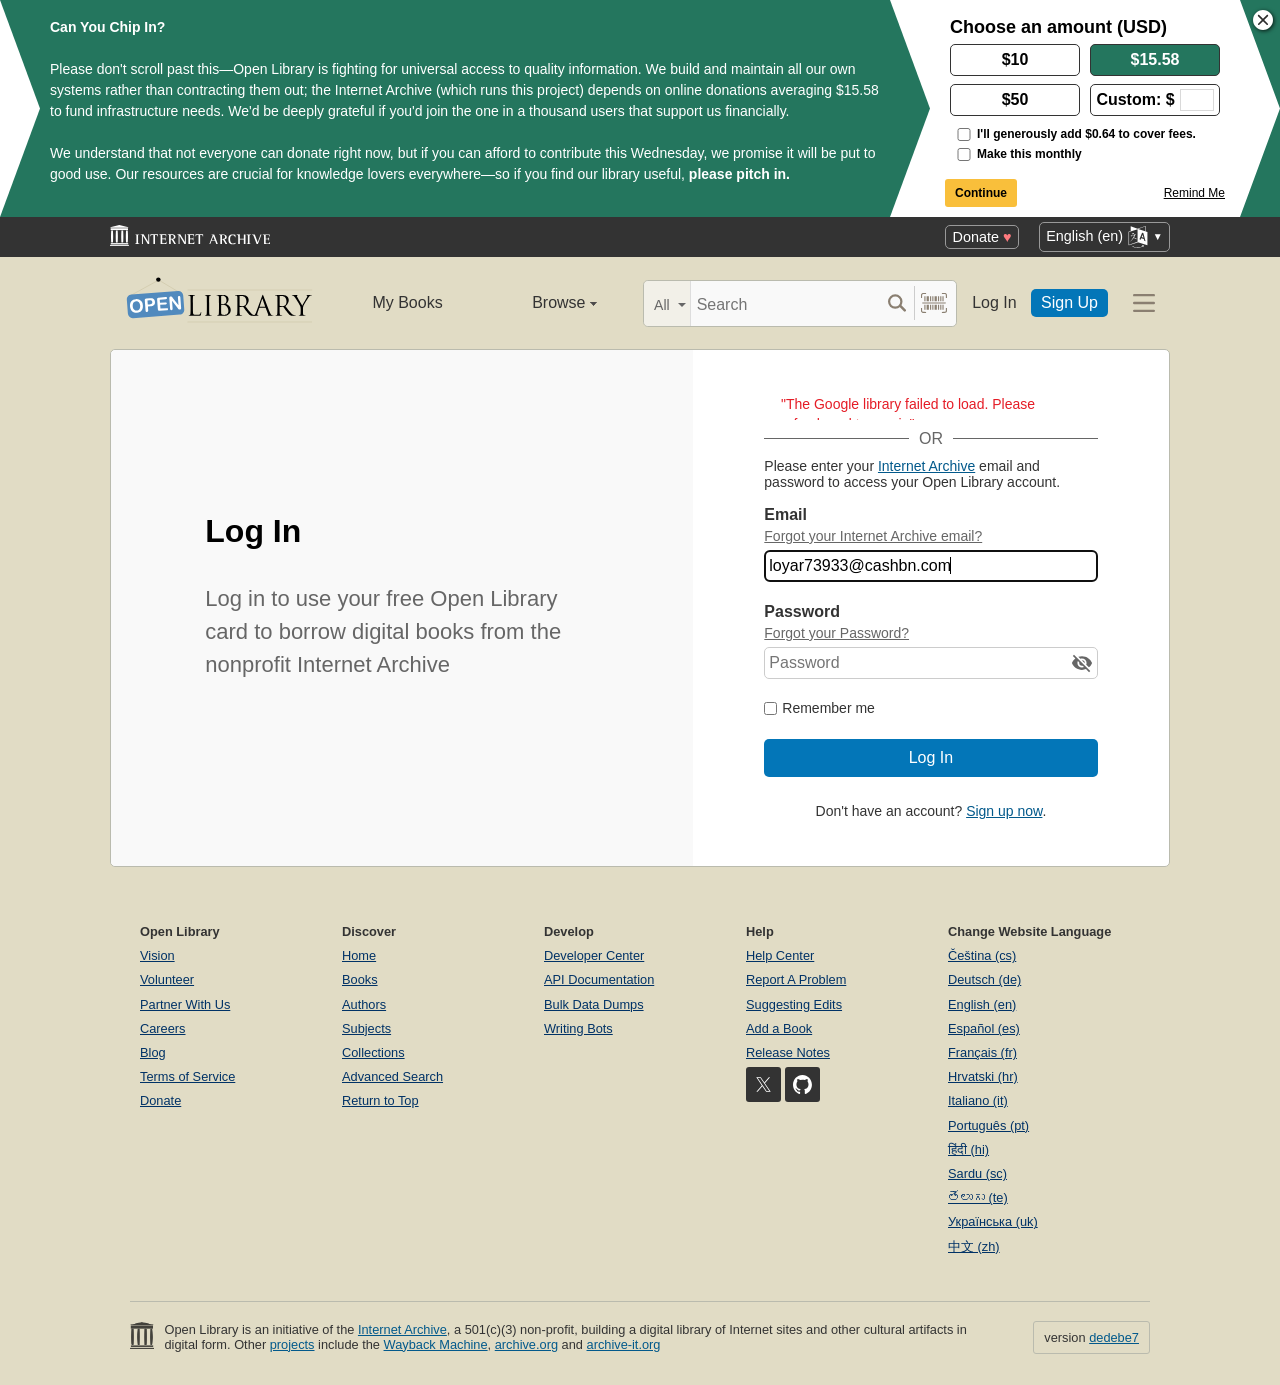 Can You Chip In?
Please don't scroll past this—Open Library is fighting for universal access to quality information. We build and maintain all our own
systems rather than contracting them out; the Internet Archive (which runs this project) depends on online donations averaging $15.58
to fund infrastructure needs. We'd be deeply grateful if you'd join the one in a thousand users that support us financially.
We understand that not everyone can donate right now, but if you can afford to contribute this Wednesday, we promise it will be put to
good use. Our resources are crucial for knowledge lovers everywhere—so if you find our library useful, please pitch in.
Choose an amount (USD)
$10
$15.58
$50
Custom: $
I'll generously add $0.64 to cover fees.
Make this monthly
Continue
Remind Me
INTERNET ARCHIVE
Donate ♥
English (en)
OPEN LIBRARY
My Books
Browse
All
Search
Log In
Sign Up
Log In
Log in to use your free Open Library
card to borrow digital books from the
nonprofit Internet Archive
"The Google library failed to load. Please
OR
Please enter your Internet Archive email and
password to access your Open Library account.
Email
Forgot your Internet Archive email?
loyar73933@cashbn.com
Password
Forgot your Password?
Password
Remember me
Log In
Don't have an account? Sign up now.
Open Library
Vision
Volunteer
Partner With Us
Careers
Blog
Terms of Service
Donate
Discover
Home
Books
Authors
Subjects
Collections
Advanced Search
Return to Top
Develop
Developer Center
API Documentation
Bulk Data Dumps
Writing Bots
Help
Help Center
Report A Problem
Suggesting Edits
Add a Book
Release Notes
Change Website Language
Čeština (cs)
Deutsch (de)
English (en)
Español (es)
Français (fr)
Hrvatski (hr)
Italiano (it)
Português (pt)
हिंदी (hi)
Sardu (sc)
తెలుగు (te)
Українська (uk)
中文 (zh)
Open Library is an initiative of the Internet Archive, a 501(c)(3) non-profit, building a digital library of Internet sites and other cultural artifacts in
digital form. Other projects include the Wayback Machine, archive.org and archive-it.org
version dedebe7